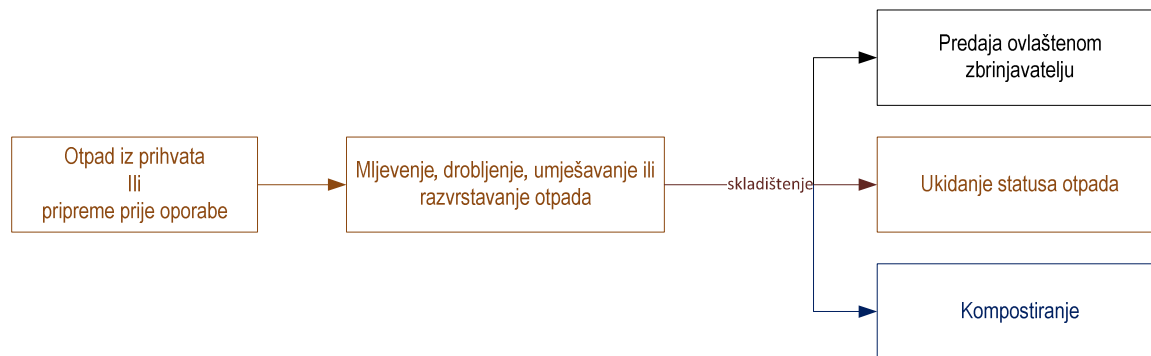 Otpad iz prihvata
Ili
pripreme prije oporabe
Mljevenje, drobljenje, umješavanje ili
razvrstavanje otpada
skladištenje
Predaja ovlaštenom
zbrinjavatelju
Ukidanje statusa otpada
Kompostiranje